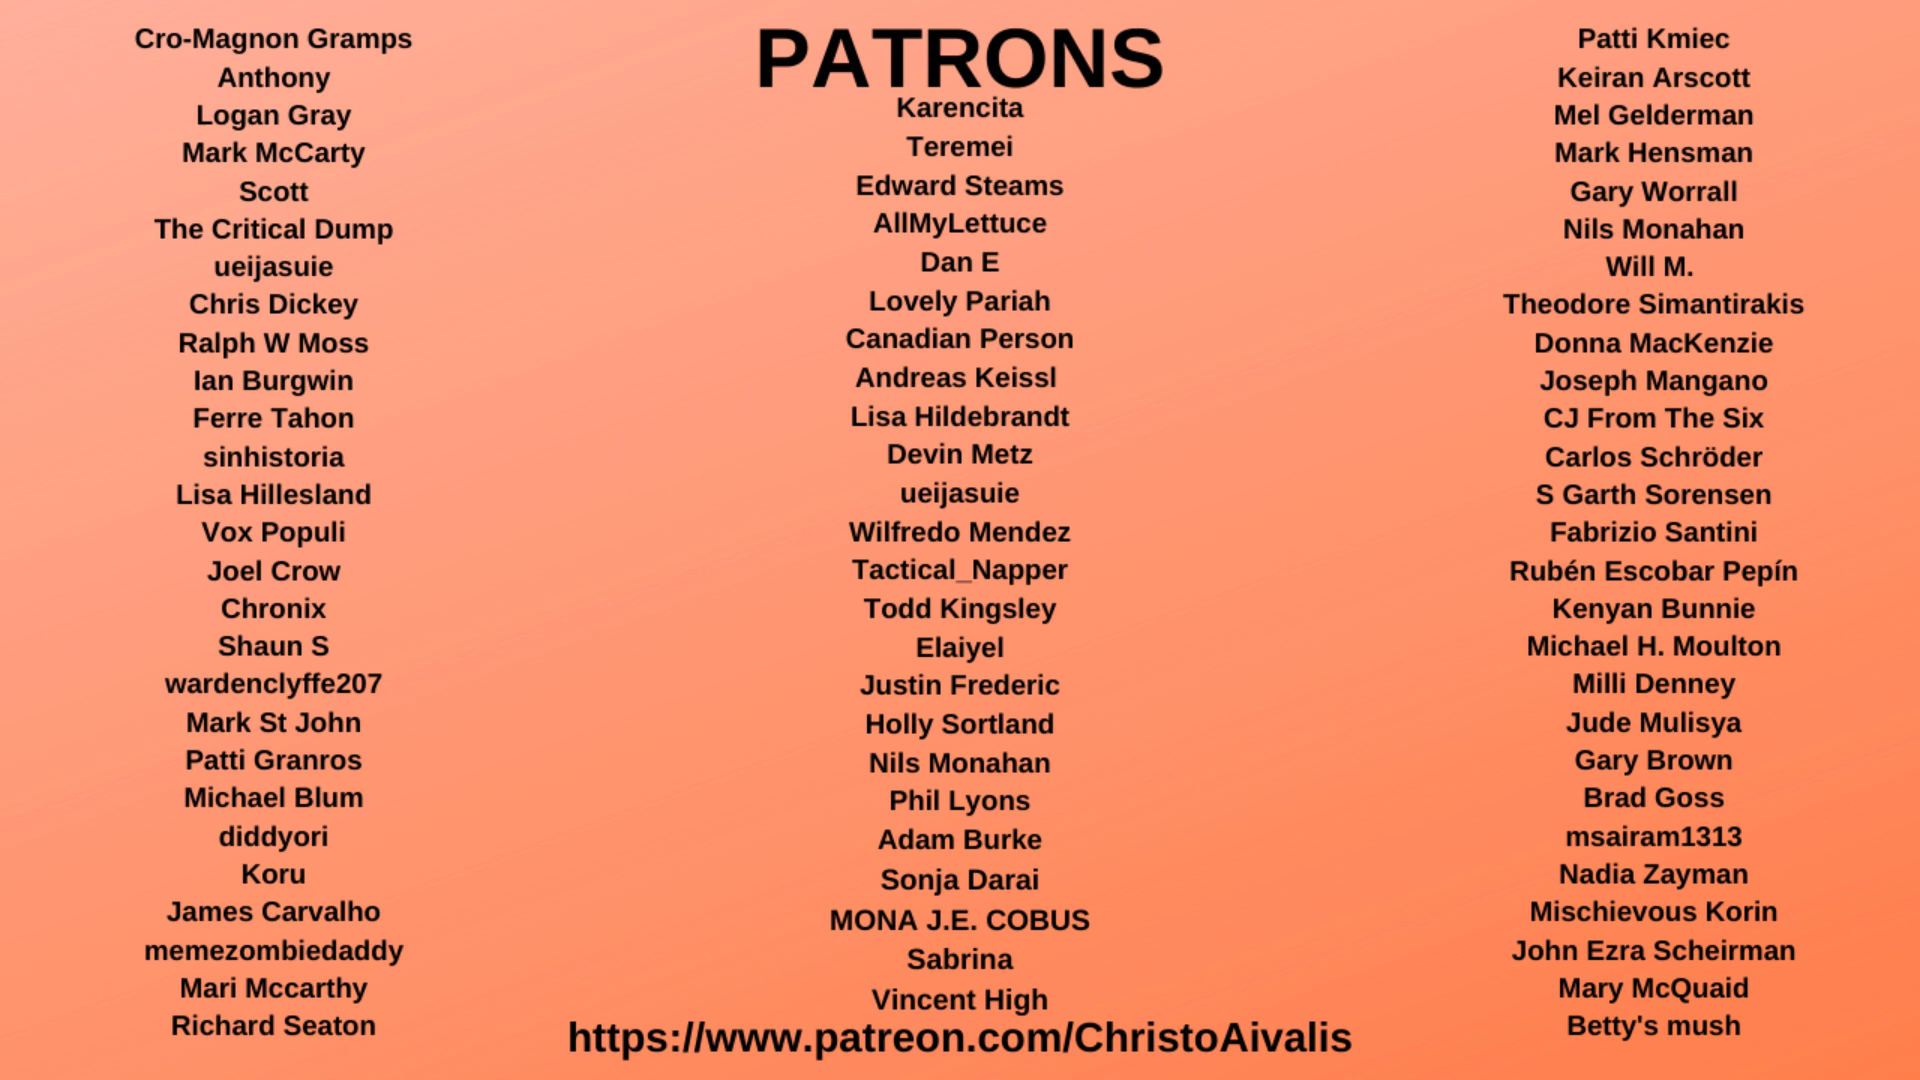 Cro-Magnon Gramps
Anthony
Logan Gray
Mark McCarty
Scott
The Critical Dump
ueijasuie
Chris Dickey
Ralph W Moss
Ian Burgwin
Ferre Tahon
sinhistoria
Lisa Hillesland
Vox Populi
Joel Crow
Chronix
Shaun S
wardenclyffe207
Mark St John
Patti Granros
Michael Blum
diddyori
Koru
James Carvalho
memezombiedaddy
Mari Mccarthy
Richard Seaton
PATRONS
Karencita
Teremei
Edward Steams
AllMyLettuce
Dan E
Lovely Pariah
Canadian Person
Andreas Keissl
Lisa Hildebrandt
Devin Metz
ueijasuie
Wilfredo Mendez
Tactical_Napper
Todd Kingsley
Elaiyel
Justin Frederic
Holly Sortland
Nils Monahan
Phil Lyons
Adam Burke
Sonja Darai
MONA J.E. COBUS
Sabrina
Vincent High
https://www.patreon.com/ChristoAivalis
Patti Kmiec
Keiran Arscott
Mel Gelderman
Mark Hensman
Gary Worrall
Nils Monahan
Will M.
Theodore Simantirakis
Donna MacKenzie
Joseph Mangano
CJ From The Six
Carlos Schröder
S Garth Sorensen
Fabrizio Santini
Rubén Escobar Pepín
Kenyan Bunnie
Michael H. Moulton
Milli Denney
Jude Mulisya
Gary Brown
Brad Goss
msairam1313
Nadia Zayman
Mischievous Korin
John Ezra Scheirman
Mary McQuaid
Betty's mush